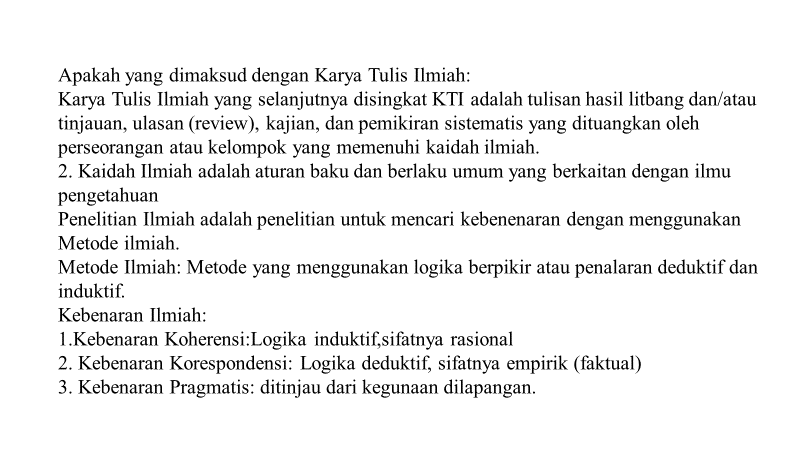 Apakah yang dimaksud dengan Karya Tulis Ilmiah:
Karya Tulis Ilmiah yang selanjutnya disingkat KTI adalah tulisan hasil litbang dan/atau
tinjauan, ulasan (review), kajian, dan pemikiran sistematis yang dituangkan oleh
perseorangan atau kelompok yang memenuhi kaidah ilmiah.
2. Kaidah Ilmiah adalah aturan baku dan berlaku umum yang berkaitan dengan ilmu
pengetahuan
Penelitian Ilmiah adalah penelitian untuk mencari kebenenaran dengan menggunakan
Metode ilmiah.
Metode Ilmiah: Metode yang menggunakan logika berpikir atau penalaran deduktif dan
induktif.
Kebenaran Ilmiah:
1.Kebenaran Koherensi:Logika induktif,sifatnya rasional
2. Kebenaran Korespondensi: Logika deduktif, sifatnya empirik (faktual)
3. Kebenaran Pragmatis: ditinjau dari kegunaan dilapangan.